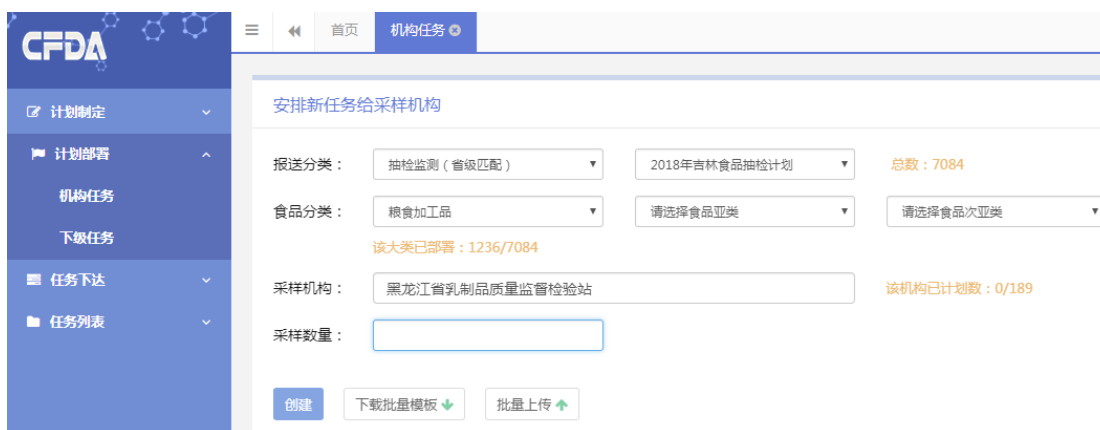 CFDA
首页
机构任务
计划制定
计划部署
机构任务
下级任务
任务下达
任务列表
安排新任务给采样机构
报送分类： 抽检监测（省级匹配） 2018年吉林食品抽检计划 总数：7084
食品分类： 粮食加工品 请选择食品亚类 请选择食品次亚类
该大类已部署：1236/7084
采样机构： 黑龙江省乳制品质量监督检验站 该机构已计划数：0/189
采样数量：
创建 下载批量模板 批量上传